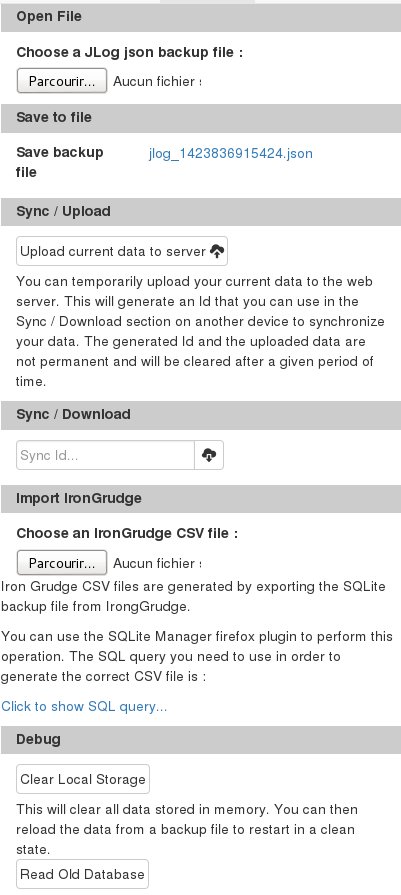 Open File
Choose a JLog json backup file :
Parcourir... Aucun fichier
Save to file
Save backup file jlog_1423836915424.json
Sync / Upload
Upload current data to server
You can temporarily upload your current data to the web
server. This will generate an Id that you can use in the
Sync / Download section on another device to synchronize
your data. The generated Id and the uploaded data are
not permanent and will be cleared after a given period of
time.
Sync / Download
Sync Id...
Import IronGrudge
Choose an IronGrudge CSV file :
Parcourir... Aucun fichier
Iron Grudge CSV files are generated by exporting the SQLite
backup file from IrongGrudge.
You can use the SQLite Manager firefox plugin to perform this
operation. The SQL query you need to use in order to
generate the correct CSV file is :
Click to show SQL query...
Debug
Clear Local Storage
This will clear all data stored in memory. You can then
reload the data from a backup file to restart in a clean
state.
Read Old Database